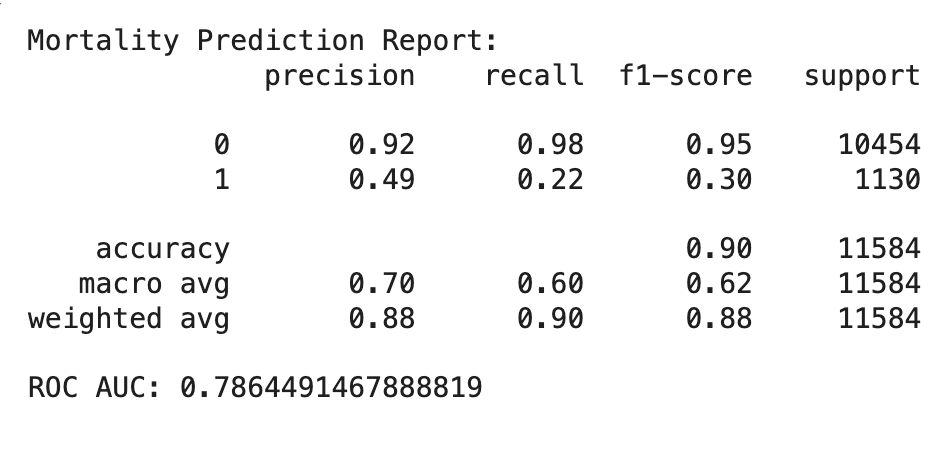 Mortality Prediction Report:
precision recall f1-score support
0 0.92 0.98 0.95 10454
1 0.49 0.22 0.30 1130
accuracy 0.90 11584
macro avg 0.70 0.60 0.62 11584
weighted avg 0.88 0.90 0.88 11584
ROC AUC: 0.7864491467888819